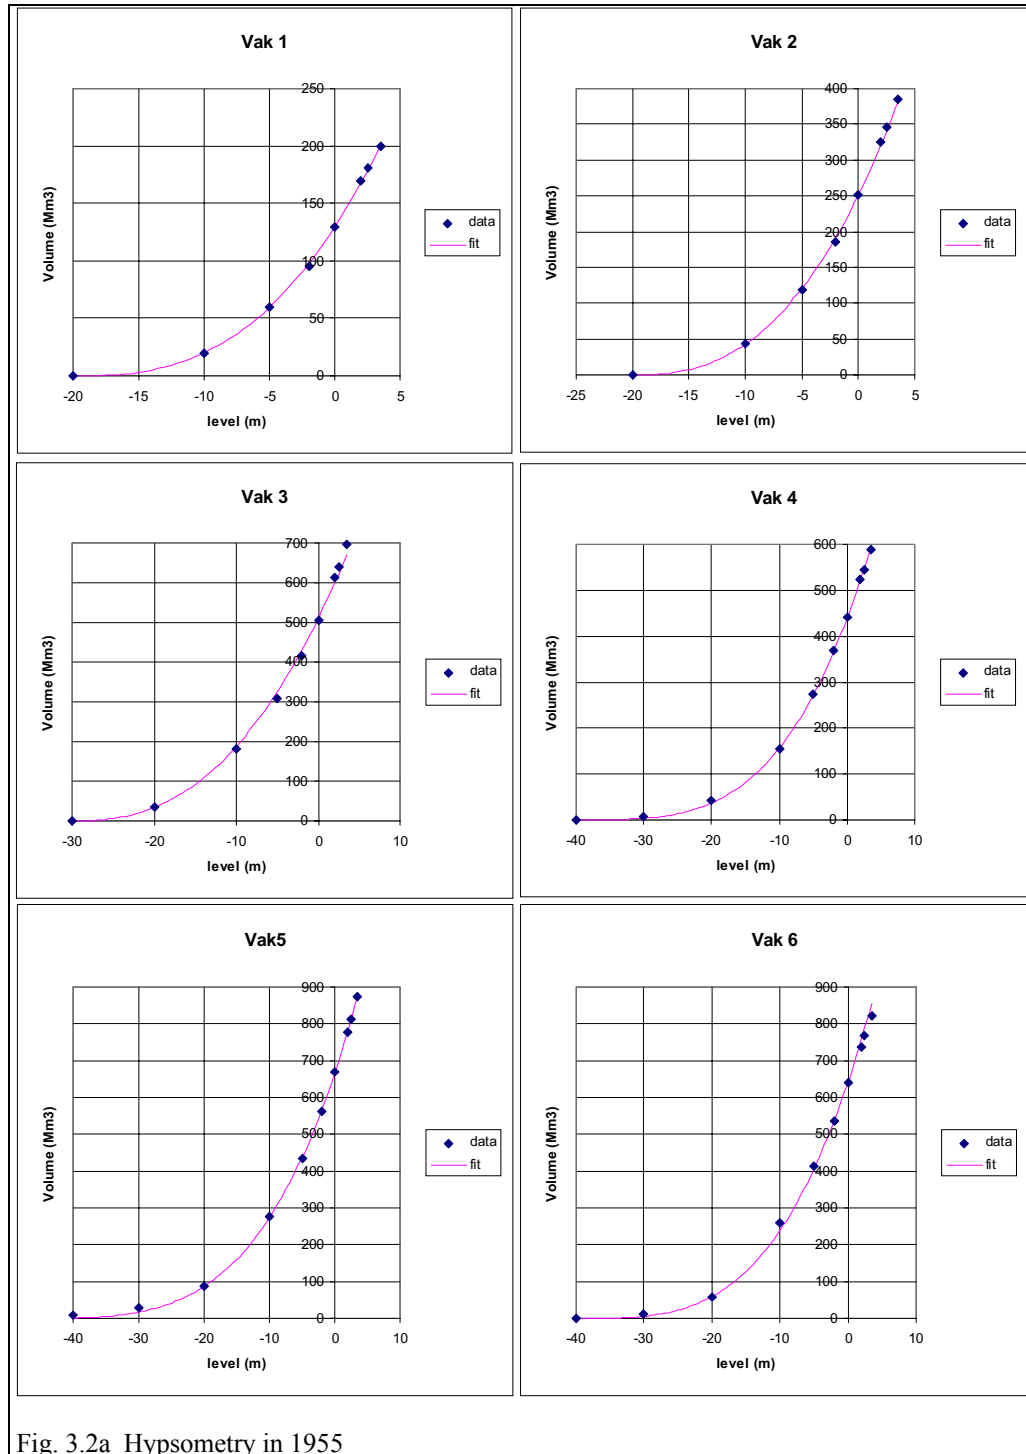 Vak 1
250
200
150
100
50
0
-20 -15 -10 -5 0 5
Volume (Mm3)
level (m)
data
fit
Vak 2
400
350
300
250
200
150
100
50
0
-25 -20 -15 -10 -5 0 5
Volume (Mm3)
level (m)
data
fit
Vak 3
700
600
500
400
300
200
100
0
-30 -20 -10 0 10
Volume (Mm3)
level (m)
data
fit
Vak 4
600
500
400
300
200
100
0
-40 -30 -20 -10 0 10
Volume (Mm3)
level (m)
data
fit
Vak5
900
800
700
600
500
400
300
200
100
0
-40 -30 -20 -10 0 10
Volume (Mm3)
level (m)
data
fit
Vak 6
900
800
700
600
500
400
300
200
100
0
-40 -30 -20 -10 0 10
Volume (Mm3)
level (m)
data
fit
Fig. 3.2a Hypsometry in 1955